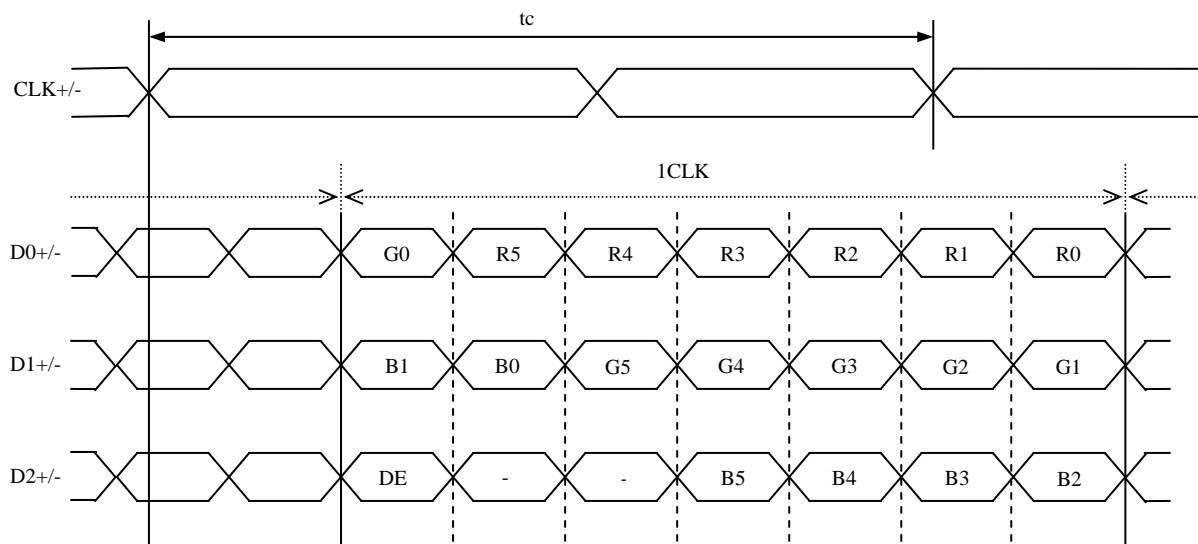 tc
CLK+/-
1CLK
D0+/- G0 R5 R4 R3 R2 R1 R0
D1+/- B1 B0 G5 G4 G3 G2 G1
D2+/- DE - - B5 B4 B3 B2